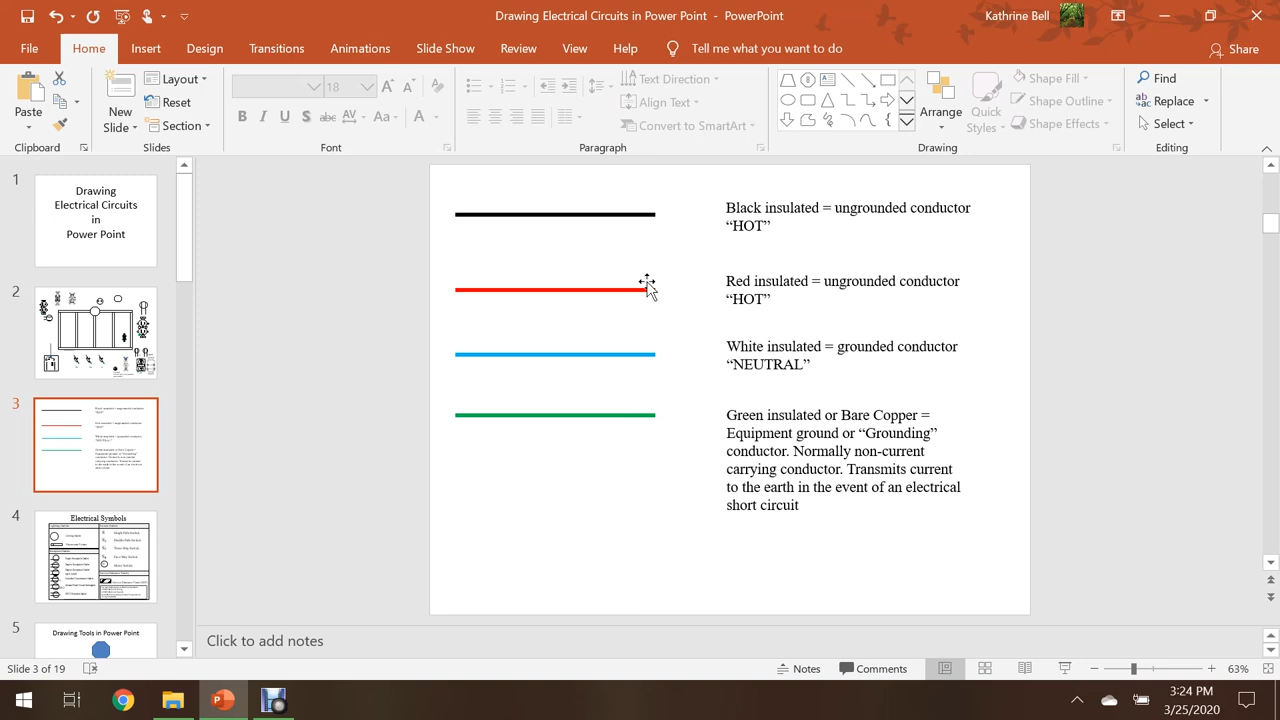 Drawing Electrical Circuits in Power Point - PowerPoint
Kathrine Bell
File Home Insert Design Transitions Animations Slide Show Review View Help Tell me what you want to do Share
Paste
New Slide
Layout
Reset
Section
18
Text Direction
Align Text
Convert to SmartArt
Arrange
Quick Styles
Shape Fill
Shape Outline
Shape Effects
Find
Replace
Select
Clipboard Slides Font Paragraph Drawing Editing
1
Drawing
Electrical Circuits
in
Power Point
2
3
4
Electrical Symbols
5
Drawing Tools in Power Point
Black insulated = ungrounded conductor
“HOT”
Red insulated = ungrounded conductor
“HOT”
White insulated = grounded conductor
“NEUTRAL”
Green insulated or Bare Copper =
Equipment ground or “Grounding”
conductor. Normally non-current
carrying conductor. Transmits current
to the earth in the event of an electrical
short circuit
Click to add notes
Slide 3 of 19
Notes
Comments
63%
3:24 PM
3/25/2020